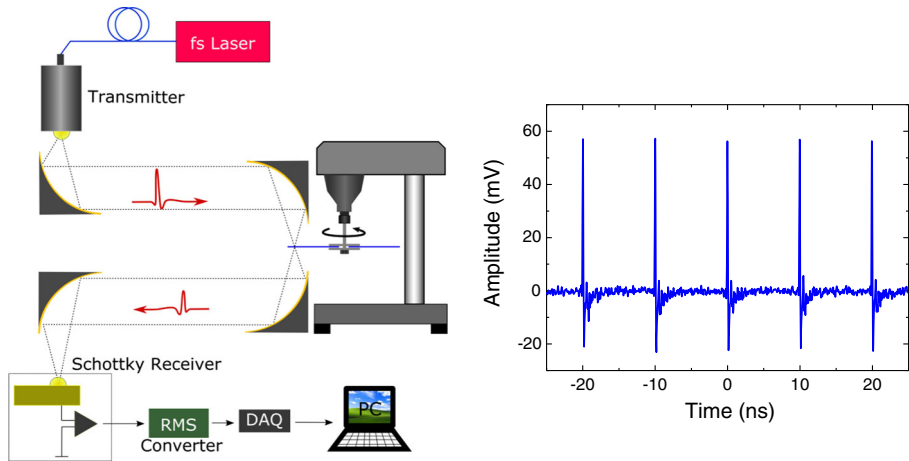 fs Laser
Transmitter
Schottky Receiver
RMS
Converter
DAQ
PC
Amplitude (mV)
60
40
20
0
-20
-20
-10
0
10
20
Time (ns)